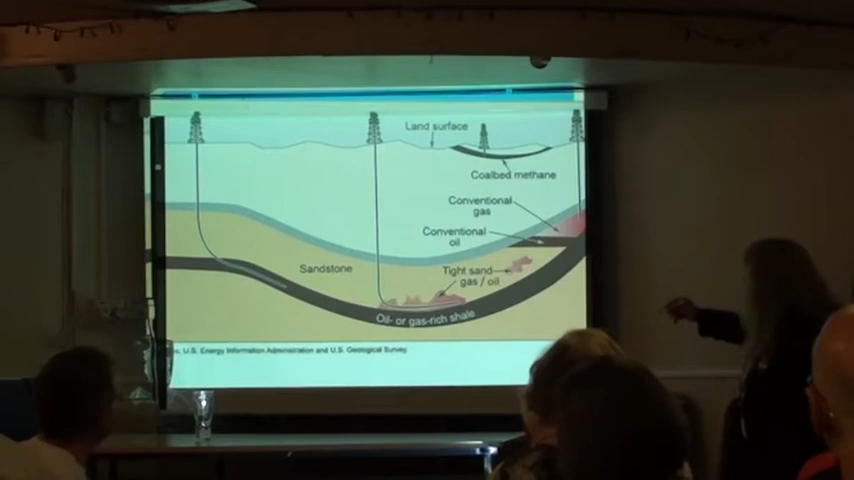 Land surface
Coalbed methane
Conventional
gas
Conventional
oil
Sandstone
Tight sand
gas / oil
Oil- or gas-rich shale
U.S. Energy Information Administration and U.S. Geological Survey.